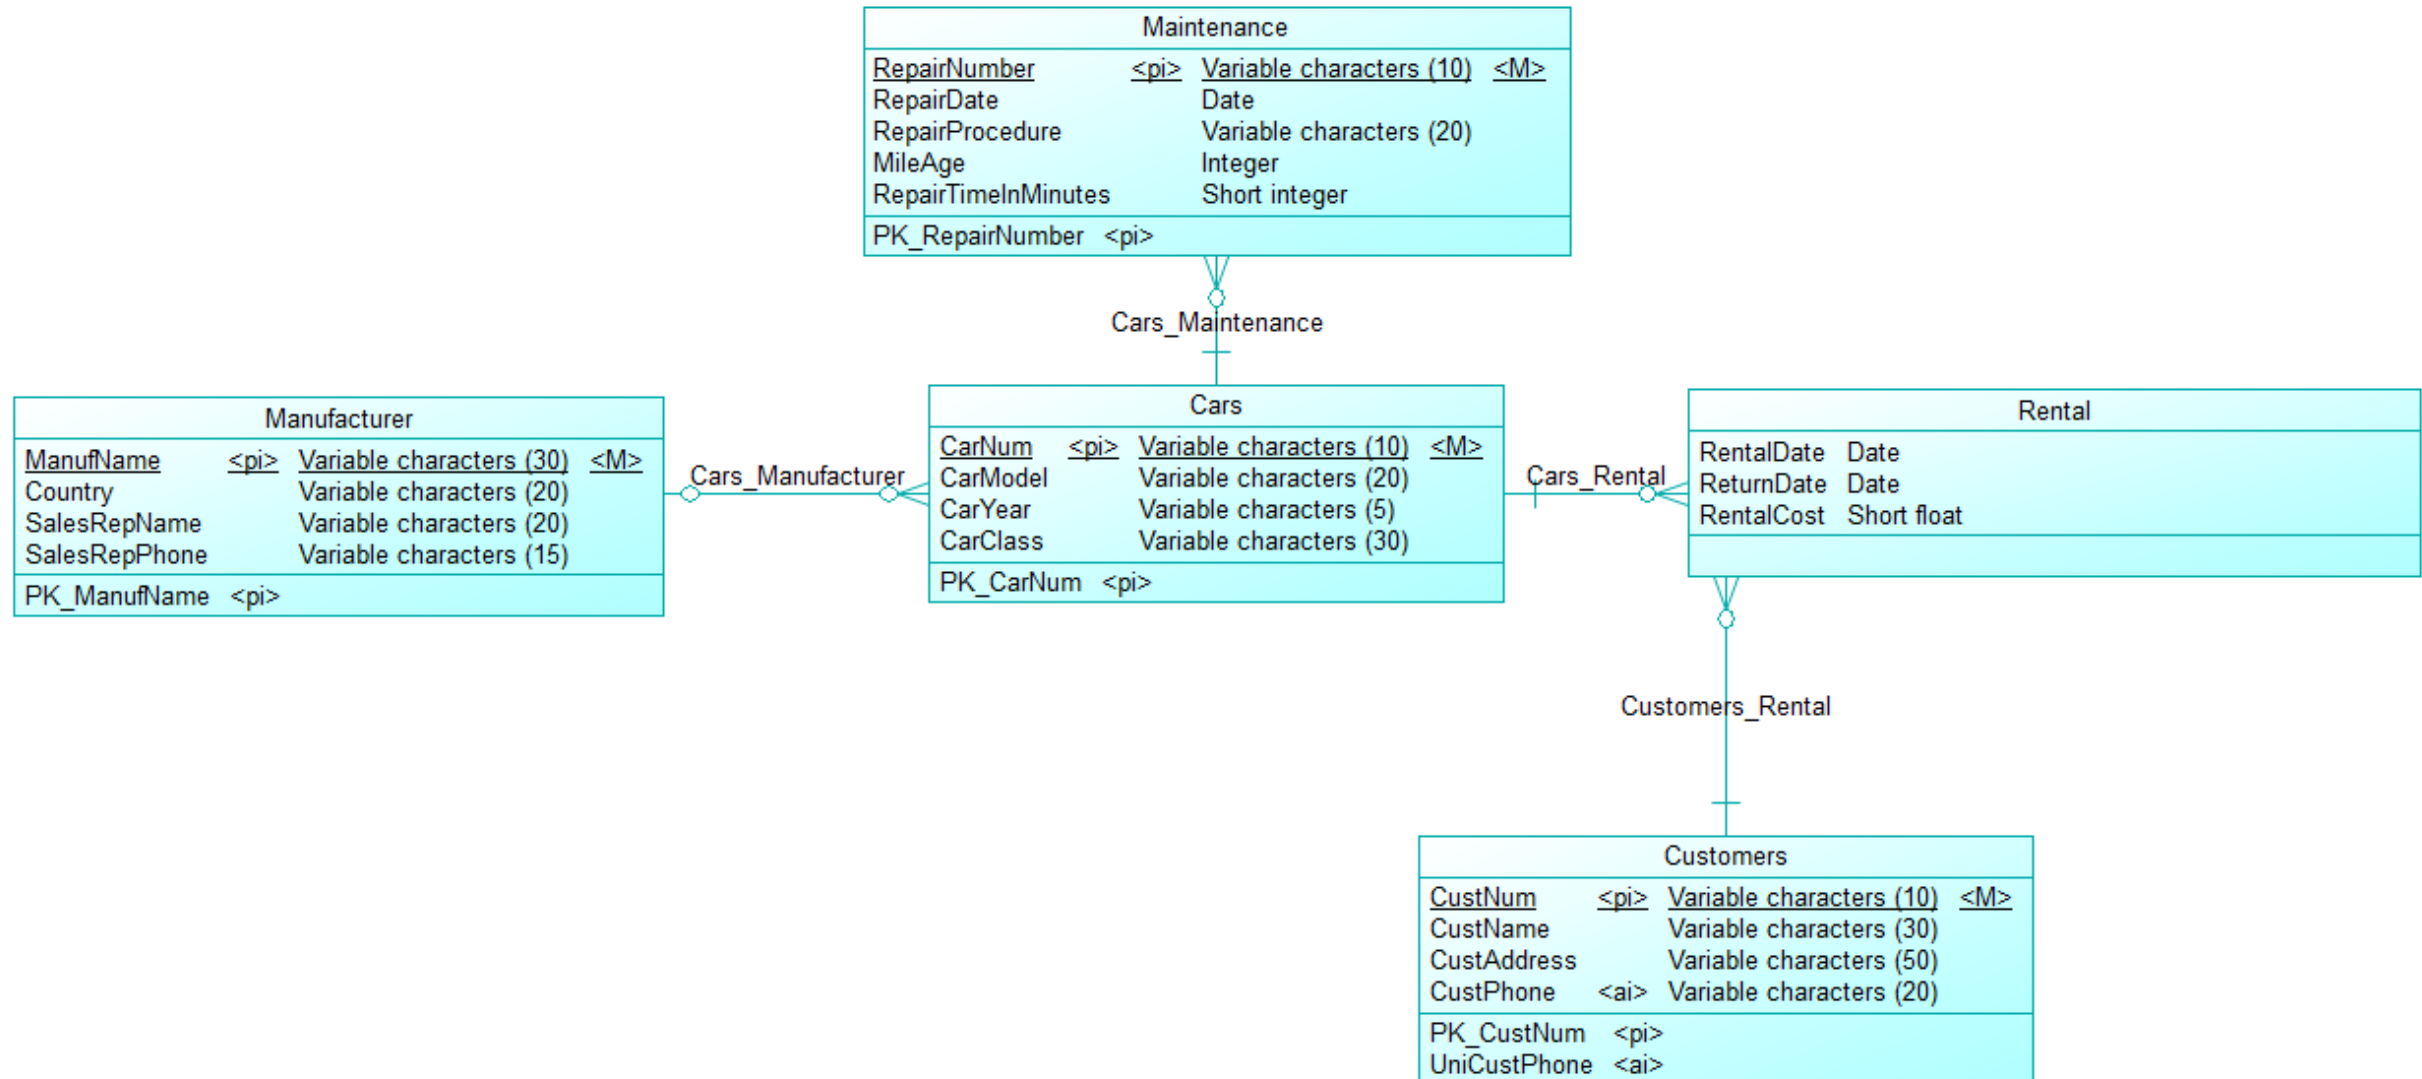 Maintenance
RepairNumber <pi> Variable characters (10) <M>
RepairDate Date
RepairProcedure Variable characters (20)
MileAge Integer
RepairTimeInMinutes Short integer
PK_RepairNumber <pi>
Cars_Maintenance
Manufacturer
ManufName <pi> Variable characters (30) <M>
Country Variable characters (20)
SalesRepName Variable characters (20)
SalesRepPhone Variable characters (15)
PK_ManufName <pi>
Cars_Manufacturer
Cars
CarNum <pi> Variable characters (10) <M>
CarModel Variable characters (20)
CarYear Variable characters (5)
CarClass Variable characters (30)
PK_CarNum <pi>
Cars_Rental
Rental
RentalDate Date
ReturnDate Date
RentalCost Short float
Customers_Rental
Customers
CustNum <pi> Variable characters (10) <M>
CustName Variable characters (30)
CustAddress Variable characters (50)
CustPhone <ai> Variable characters (20)
PK_CustNum <pi>
UniCustPhone <ai>